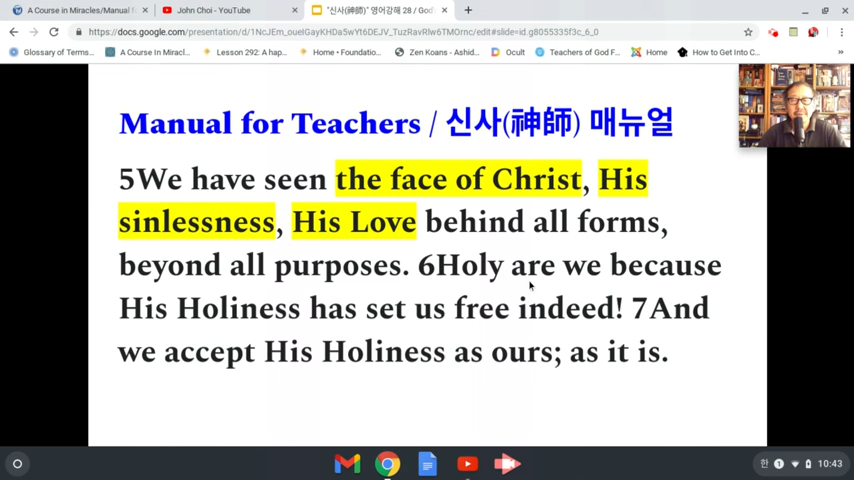 A Course in Miracles/Manual f
John Choi - YouTube
"신사(神師)" 영어강해 28 / God'
https://docs.google.com/presentation/d/1NcJEm_oueIGayKHDa5wYt6DEJV_TuzRavRlw6TMOrnc/edit#slide=id.g8055335f3c_6_0
Glossary of Terms...
A Course In Miracl...
Lesson 292: A hap...
Home • Foundatio...
Zen Koans - Ashid...
Ocult
Teachers of God F...
Home
How to Get Into C...
Manual for Teachers / 신사(神師) 매뉴얼
5We have seen the face of Christ, His
sinlessness, His Love behind all forms,
beyond all purposes. 6Holy are we because
His Holiness has set us free indeed! 7And
we accept His Holiness as ours; as it is.
한 1 10:43